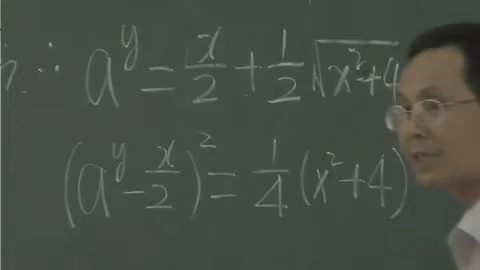 ∴ a^y = x/2 + 1/2 √(x²+4
(a^y - x/2)² = 1/4 (x²+4)